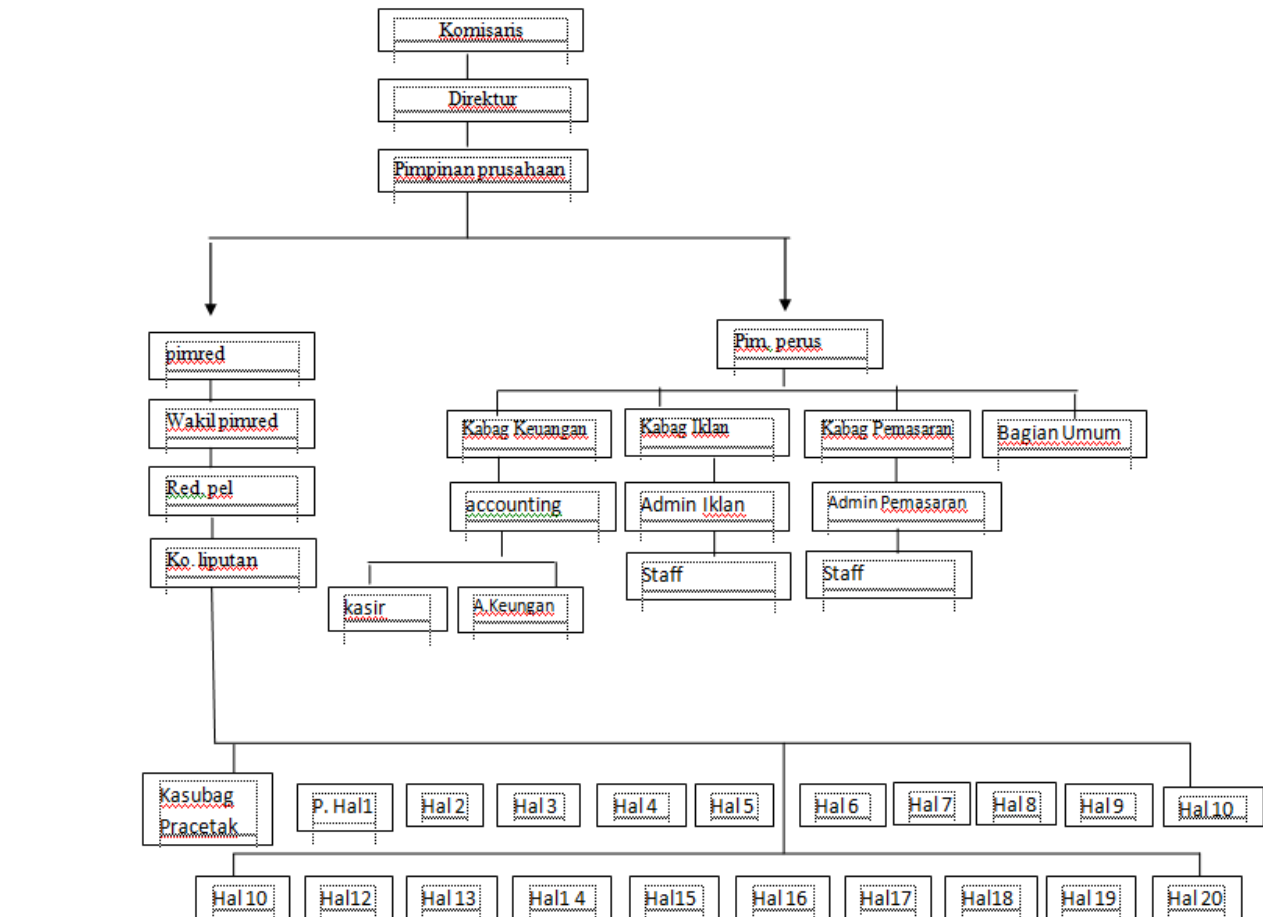 Komisaris
Direktur
Pimpinan prusahaan
pimred
Pim. perus
Wakil pimred
Kabag Keuangan
Kabag Iklan
Kabag Pemasaran
Bagian Umum
Red. pel
accounting
Admin Iklan
Admin Pemasaran
Ko. liputan
Staff
Staff
kasir
A.Keungan
Kasubag
Pracetak
P. Hal1
Hal 2
Hal 3
Hal 4
Hal 5
Hal 6
Hal 7
Hal 8
Hal 9
Hal 10
Hal 10
Hal12
Hal 13
Hal1 4
Hal15
Hal 16
Hal17
Hal18
Hal 19
Hal 20